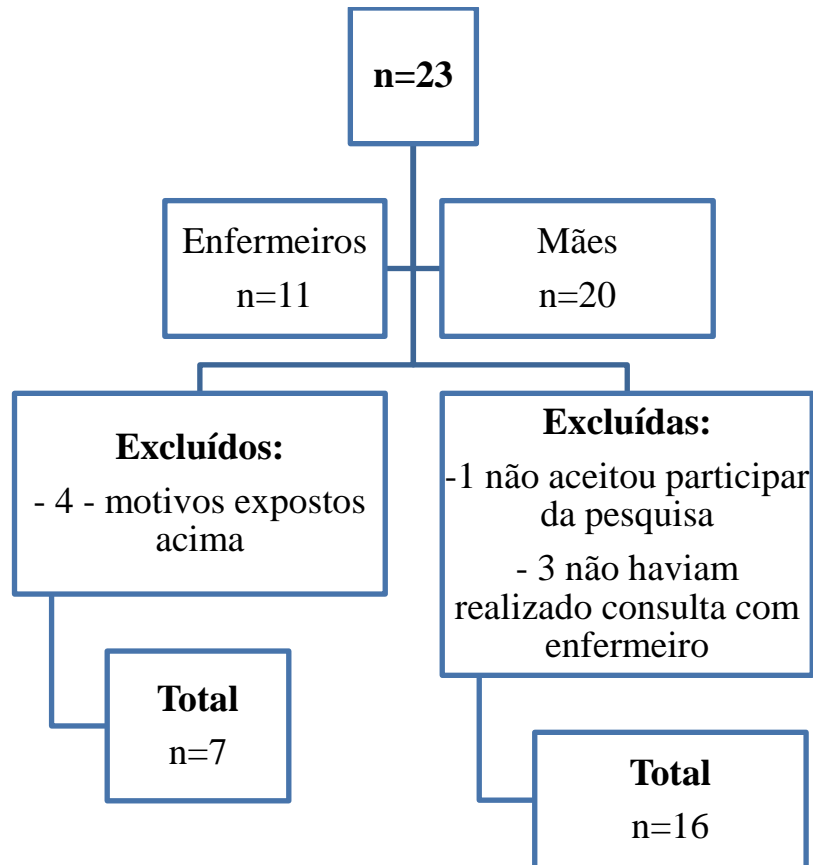 n=23
Enfermeiros
n=11
Mães
n=20
Excluídos:
- 4 - motivos expostos
acima
Excluídas:
-1 não aceitou participar
da pesquisa
- 3 não haviam
realizado consulta com
enfermeiro
Total
n=7
Total
n=16